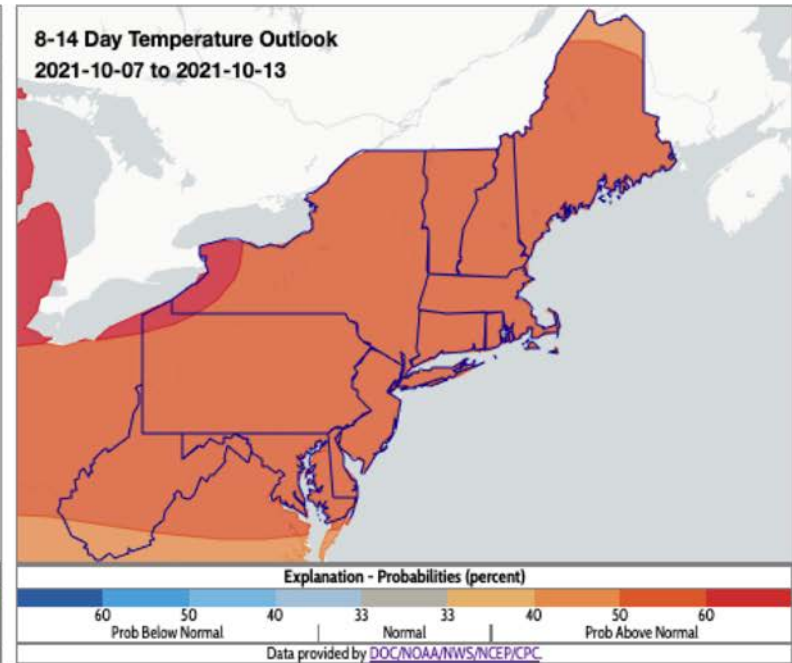 8-14 Day Temperature Outlook
2021-10-07 to 2021-10-13
Explanation - Probabilities (percent)
60 50 40 33 33 40 50 60
Prob Below Normal | Normal || Prob Above Normal
Data provided by DOC/NOAA/NWS/NCEP/CPC